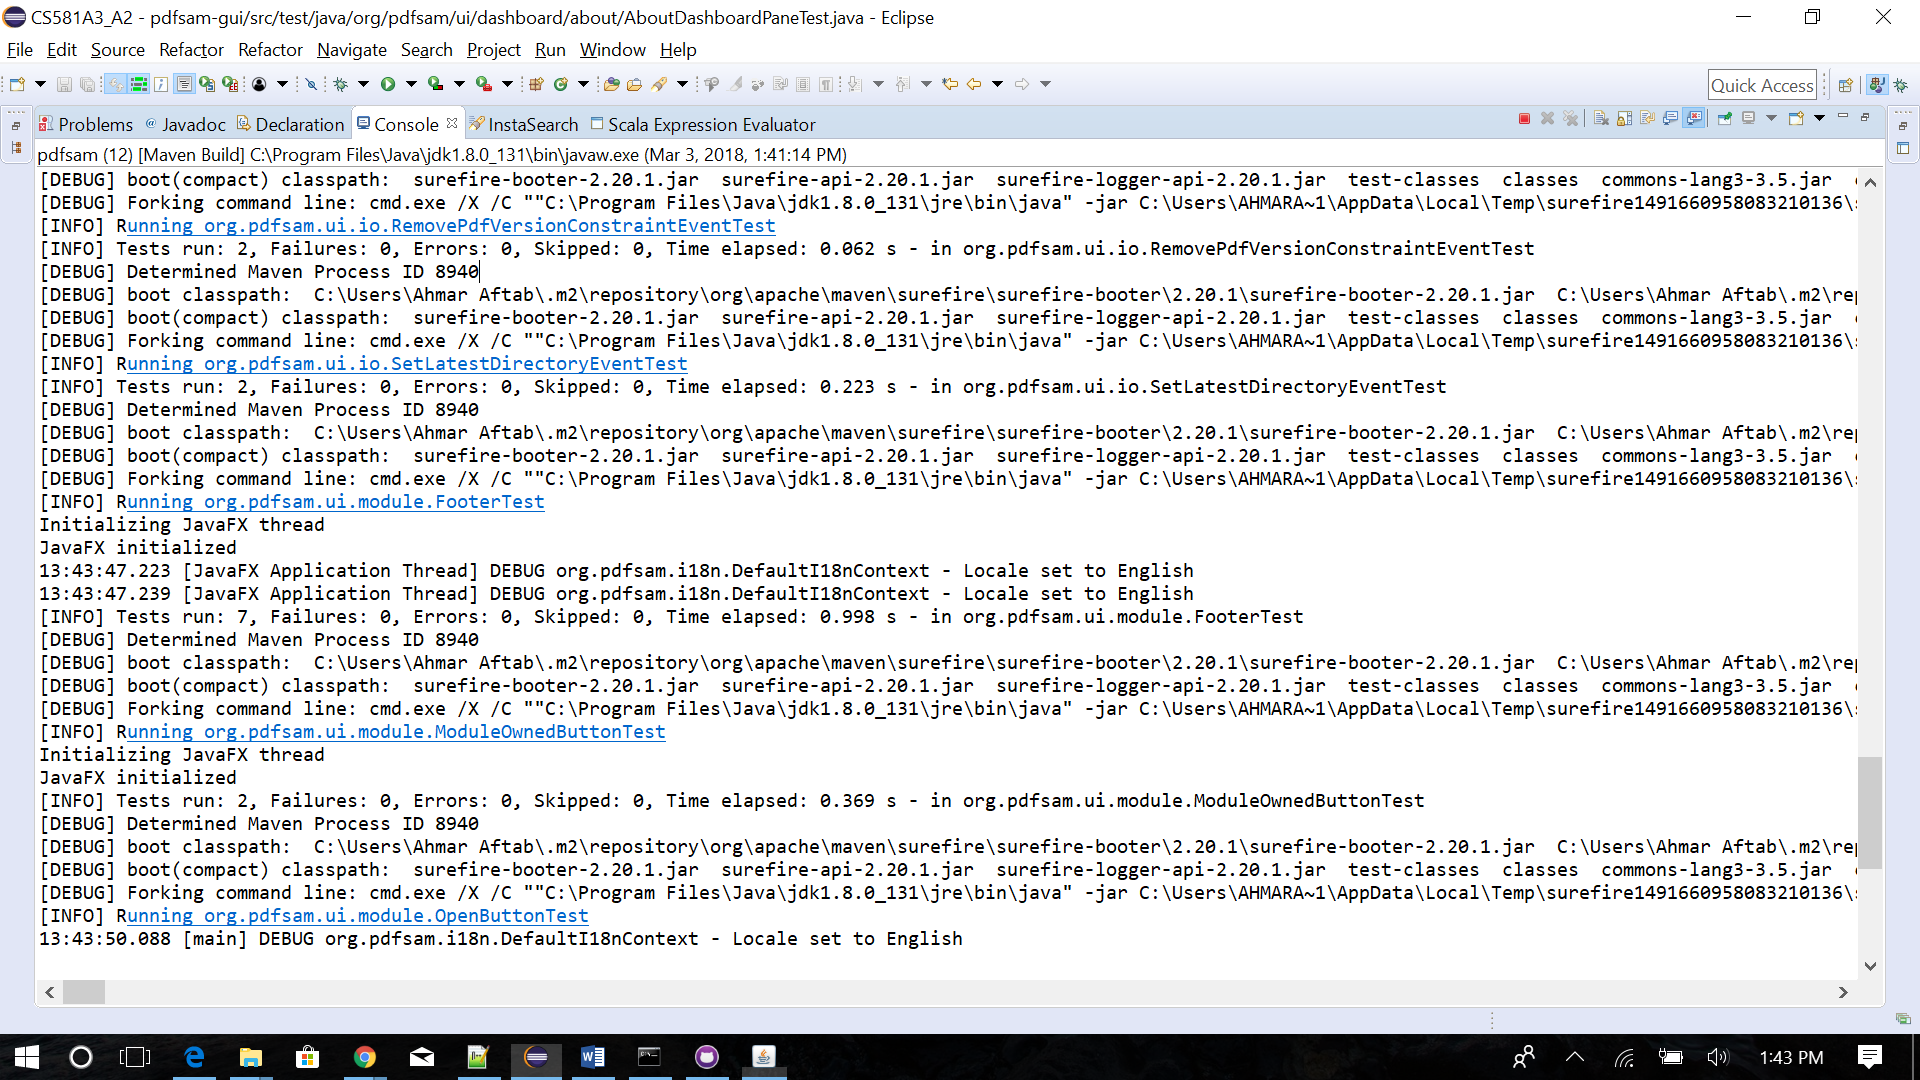 CS581A3_A2 - pdfsam-gui/src/test/java/org/pdfsam/ui/dashboard/about/AboutDashboardPaneTest.java - Eclipse
File Edit Source Refactor Refactor Navigate Search Project Run Window Help
Quick Access
Problems @ Javadoc Declaration Console InstaSearch Scala Expression Evaluator
pdfsam (12) [Maven Build] C:\Program Files\Java\jdk1.8.0_131\bin\javaw.exe (Mar 3, 2018, 1:41:14 PM)
[DEBUG] boot(compact) classpath:  surefire-booter-2.20.1.jar  surefire-api-2.20.1.jar  surefire-logger-api-2.20.1.jar  test-classes  classes  commons-lang3-3.5.jar
[DEBUG] Forking command line: cmd.exe /X /C ""C:\Program Files\Java\jdk1.8.0_131\jre\bin\java" -jar C:\Users\AHMARA~1\AppData\Local\Temp\surefire1491660958083210136\
[INFO] Running org.pdfsam.ui.io.RemovePdfVersionConstraintEventTest
[INFO] Tests run: 2, Failures: 0, Errors: 0, Skipped: 0, Time elapsed: 0.062 s - in org.pdfsam.ui.io.RemovePdfVersionConstraintEventTest
[DEBUG] Determined Maven Process ID 8940
[DEBUG] boot classpath:  C:\Users\Ahmar Aftab\.m2\repository\org\apache\maven\surefire\surefire-booter\2.20.1\surefire-booter-2.20.1.jar  C:\Users\Ahmar Aftab\.m2\rep
[DEBUG] boot(compact) classpath:  surefire-booter-2.20.1.jar  surefire-api-2.20.1.jar  surefire-logger-api-2.20.1.jar  test-classes  classes  commons-lang3-3.5.jar
[DEBUG] Forking command line: cmd.exe /X /C ""C:\Program Files\Java\jdk1.8.0_131\jre\bin\java" -jar C:\Users\AHMARA~1\AppData\Local\Temp\surefire1491660958083210136\
[INFO] Running org.pdfsam.ui.io.SetLatestDirectoryEventTest
[INFO] Tests run: 2, Failures: 0, Errors: 0, Skipped: 0, Time elapsed: 0.223 s - in org.pdfsam.ui.io.SetLatestDirectoryEventTest
[DEBUG] Determined Maven Process ID 8940
[DEBUG] boot classpath:  C:\Users\Ahmar Aftab\.m2\repository\org\apache\maven\surefire\surefire-booter\2.20.1\surefire-booter-2.20.1.jar  C:\Users\Ahmar Aftab\.m2\rep
[DEBUG] boot(compact) classpath:  surefire-booter-2.20.1.jar  surefire-api-2.20.1.jar  surefire-logger-api-2.20.1.jar  test-classes  classes  commons-lang3-3.5.jar
[DEBUG] Forking command line: cmd.exe /X /C ""C:\Program Files\Java\jdk1.8.0_131\jre\bin\java" -jar C:\Users\AHMARA~1\AppData\Local\Temp\surefire1491660958083210136\
[INFO] Running org.pdfsam.ui.module.FooterTest
Initializing JavaFX thread
JavaFX initialized
13:43:47.223 [JavaFX Application Thread] DEBUG org.pdfsam.i18n.DefaultI18nContext - Locale set to English
13:43:47.239 [JavaFX Application Thread] DEBUG org.pdfsam.i18n.DefaultI18nContext - Locale set to English
[INFO] Tests run: 7, Failures: 0, Errors: 0, Skipped: 0, Time elapsed: 0.998 s - in org.pdfsam.ui.module.FooterTest
[DEBUG] Determined Maven Process ID 8940
[DEBUG] boot classpath:  C:\Users\Ahmar Aftab\.m2\repository\org\apache\maven\surefire\surefire-booter\2.20.1\surefire-booter-2.20.1.jar  C:\Users\Ahmar Aftab\.m2\rep
[DEBUG] boot(compact) classpath:  surefire-booter-2.20.1.jar  surefire-api-2.20.1.jar  surefire-logger-api-2.20.1.jar  test-classes  classes  commons-lang3-3.5.jar
[DEBUG] Forking command line: cmd.exe /X /C ""C:\Program Files\Java\jdk1.8.0_131\jre\bin\java" -jar C:\Users\AHMARA~1\AppData\Local\Temp\surefire1491660958083210136\
[INFO] Running org.pdfsam.ui.module.ModuleOwnedButtonTest
Initializing JavaFX thread
JavaFX initialized
[INFO] Tests run: 2, Failures: 0, Errors: 0, Skipped: 0, Time elapsed: 0.369 s - in org.pdfsam.ui.module.ModuleOwnedButtonTest
[DEBUG] Determined Maven Process ID 8940
[DEBUG] boot classpath:  C:\Users\Ahmar Aftab\.m2\repository\org\apache\maven\surefire\surefire-booter\2.20.1\surefire-booter-2.20.1.jar  C:\Users\Ahmar Aftab\.m2\rep
[DEBUG] boot(compact) classpath:  surefire-booter-2.20.1.jar  surefire-api-2.20.1.jar  surefire-logger-api-2.20.1.jar  test-classes  classes  commons-lang3-3.5.jar
[DEBUG] Forking command line: cmd.exe /X /C ""C:\Program Files\Java\jdk1.8.0_131\jre\bin\java" -jar C:\Users\AHMARA~1\AppData\Local\Temp\surefire1491660958083210136\
[INFO] Running org.pdfsam.ui.module.OpenButtonTest
13:43:50.088 [main] DEBUG org.pdfsam.i18n.DefaultI18nContext - Locale set to English
1:43 PM